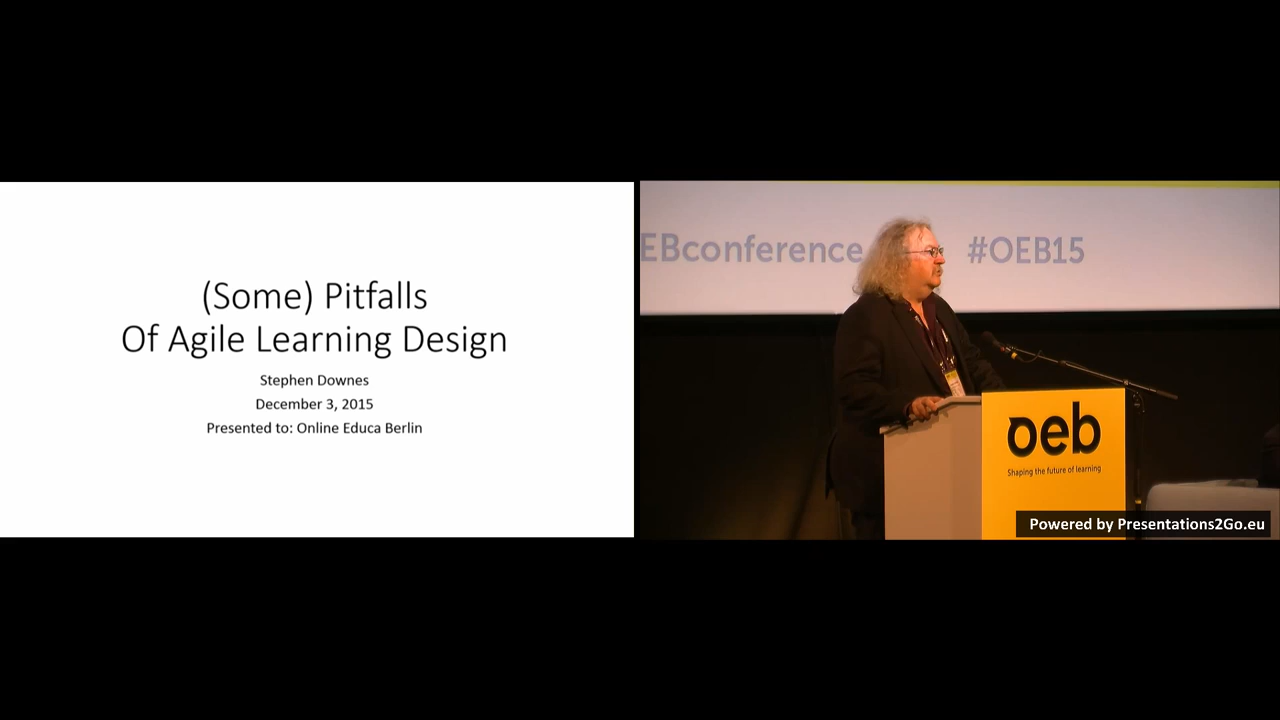 (Some) Pitfalls
Of Agile Learning Design
Stephen Downes
December 3, 2015
Presented to: Online Educa Berlin
EBconference
#OEB15
oeb
Shaping the future of learning
Powered by Presentations2Go.eu